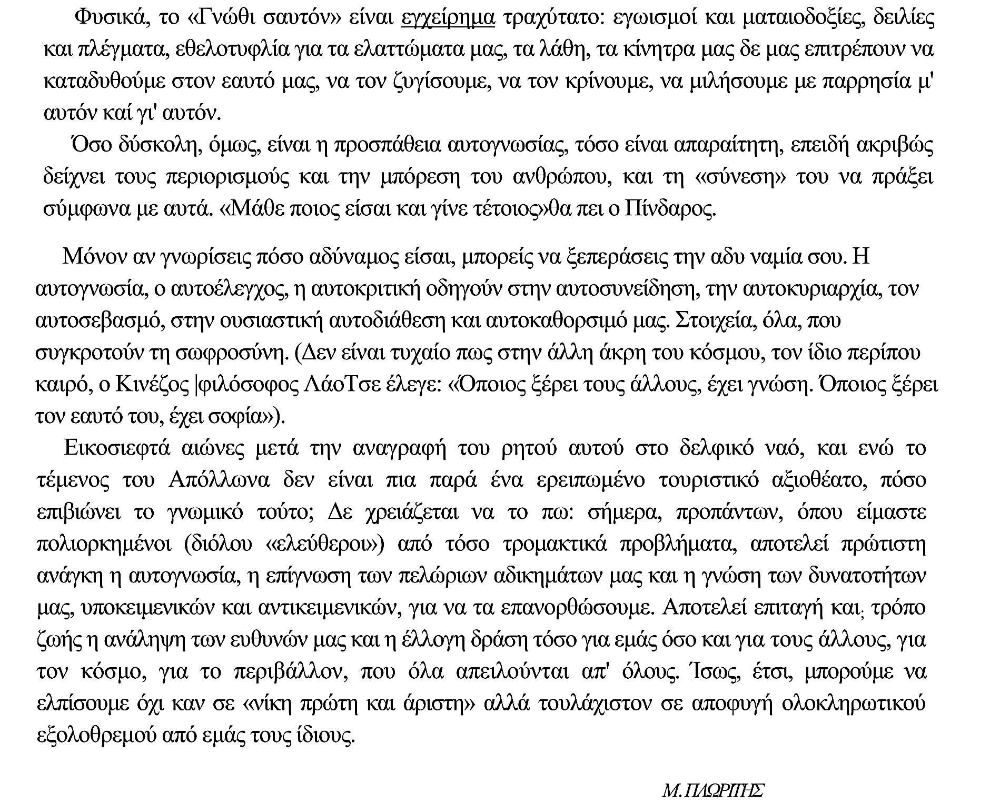 Φυσικά, το «Γνώθι σαυτόν» είναι εγχείρημα τραχύτατο: εγωισμοί και ματαιοδοξίες, δειλίες
και πλέγματα, εθελοτυφλία για τα ελαττώματα μας, τα λάθη, τα κίνητρα μας δε μας επιτρέπουν να
καταδυθούμε στον εαυτό μας, να τον ζυγίσουμε, να τον κρίνουμε, να μιλήσουμε με παρρησία μ'
αυτόν καί γι' αυτόν.
Όσο δύσκολη, όμως, είναι η προσπάθεια αυτογνωσίας, τόσο είναι απαραίτητη, επειδή ακριβώς
δείχνει τους περιορισμούς και την μπόρεση του ανθρώπου, και τη «σύνεση» του να πράξει
σύμφωνα με αυτά. «Μάθε ποιος είσαι και γίνε τέτοιος»θα πει ο Πίνδαρος.
Μόνον αν γνωρίσεις πόσο αδύναμος είσαι, μπορείς να ξεπεράσεις την αδυ ναμία σου. Η
αυτογνωσία, ο αυτοέλεγχος, η αυτοκριτική οδηγούν στην αυτοσυνείδηση, την αυτοκυριαρχία, τον
αυτοσεβασμό, στην ουσιαστική αυτοδιάθεση και αυτοκαθορσιμό μας. Στοιχεία, όλα, που
συγκροτούν τη σωφροσύνη. (Δεν είναι τυχαίο πως στην άλλη άκρη του κόσμου, τον ίδιο περίπου
καιρό, ο Κινέζος |φιλόσοφος ΛάοΤσε έλεγε: «Όποιος ξέρει τους άλλους, έχει γνώση. Όποιος ξέρει
τον εαυτό του, έχει σοφία»).
Εικοσιεφτά αιώνες μετά την αναγραφή του ρητού αυτού στο δελφικό ναό, και ενώ το
τέμενος του Απόλλωνα δεν είναι πια παρά ένα ερειπωμένο τουριστικό αξιοθέατο, πόσο
επιβιώνει το γνωμικό τούτο; Δε χρειάζεται να το πω: σήμερα, προπάντων, όπου είμαστε
πολιορκημένοι (διόλου «ελεύθεροι») από τόσο τρομακτικά προβλήματα, αποτελεί πρώτιστη
ανάγκη η αυτογνωσία, η επίγνωση των πελώριων αδικημάτων μας και η γνώση των δυνατοτήτων
μας, υποκειμενικών και αντικειμενικών, για να τα επανορθώσουμε. Αποτελεί επιταγή και; τρόπο
ζωής η ανάληψη των ευθυνών μας και η έλλογη δράση τόσο για εμάς όσο και για τους άλλους, για
τον κόσμο, για το περιβάλλον, που όλα απειλούνται απ' όλους. Ίσως, έτσι, μπορούμε να
ελπίσουμε όχι καν σε «νίκη πρώτη και άριστη» αλλά τουλάχιστον σε αποφυγή ολοκληρωτικού
εξολοθρεμού από εμάς τους ίδιους.
Μ. ΠΛΩΡΙΤΗΣ